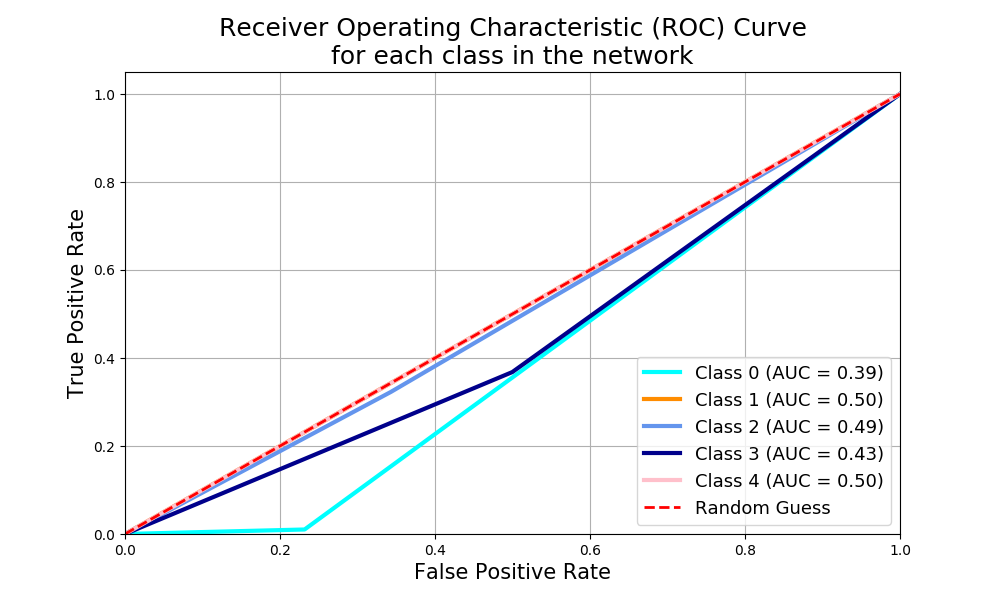 Receiver Operating Characteristic (ROC) Curve
for each class in the network
True Positive Rate
1.0
0.8
0.6
0.4
0.2
0.0
0.0 0.2 0.4 0.6 0.8 1.0
False Positive Rate
Class 0 (AUC = 0.39)
Class 1 (AUC = 0.50)
Class 2 (AUC = 0.49)
Class 3 (AUC = 0.43)
Class 4 (AUC = 0.50)
Random Guess